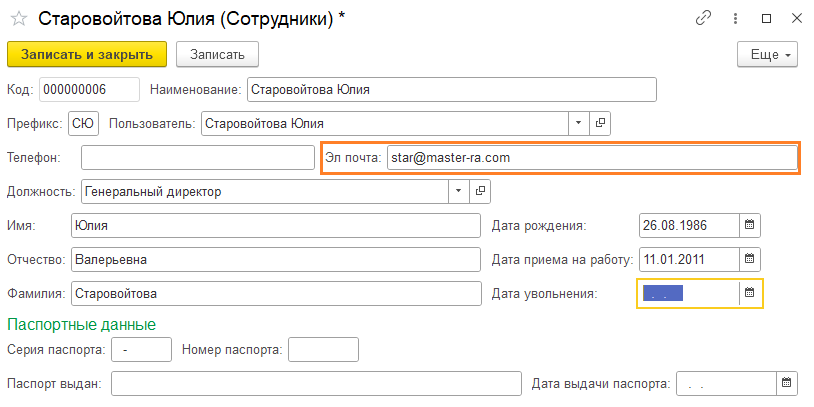 Старовойтова Юлия (Сотрудники) *
Записать и закрыть Записать Еще
Код: 000000006 Наименование: Старовойтова Юлия
Префикс: СЮ Пользователь: Старовойтова Юлия
Телефон: Эл почта: star@master-ra.com
Должность: Генеральный директор
Имя: Юлия Дата рождения: 26.08.1986
Отчество: Валерьевна Дата приема на работу: 11.01.2011
Фамилия: Старовойтова Дата увольнения: . .
Паспортные данные
Серия паспорта: - Номер паспорта:
Паспорт выдан: Дата выдачи паспорта: . .